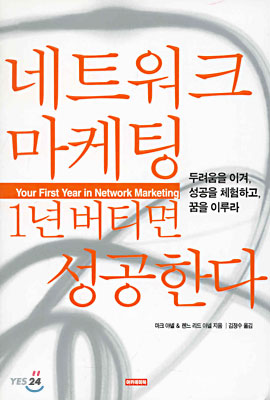 네트워크
마케팅
두려움을 이겨,
성공을 체험하고,
꿈을 이루라
Your First Year in Network Marketing
1년 버티면
성공한다
마크 야넬 & 르네 리드 야넬 지음 | 김정수 옮김
YES24